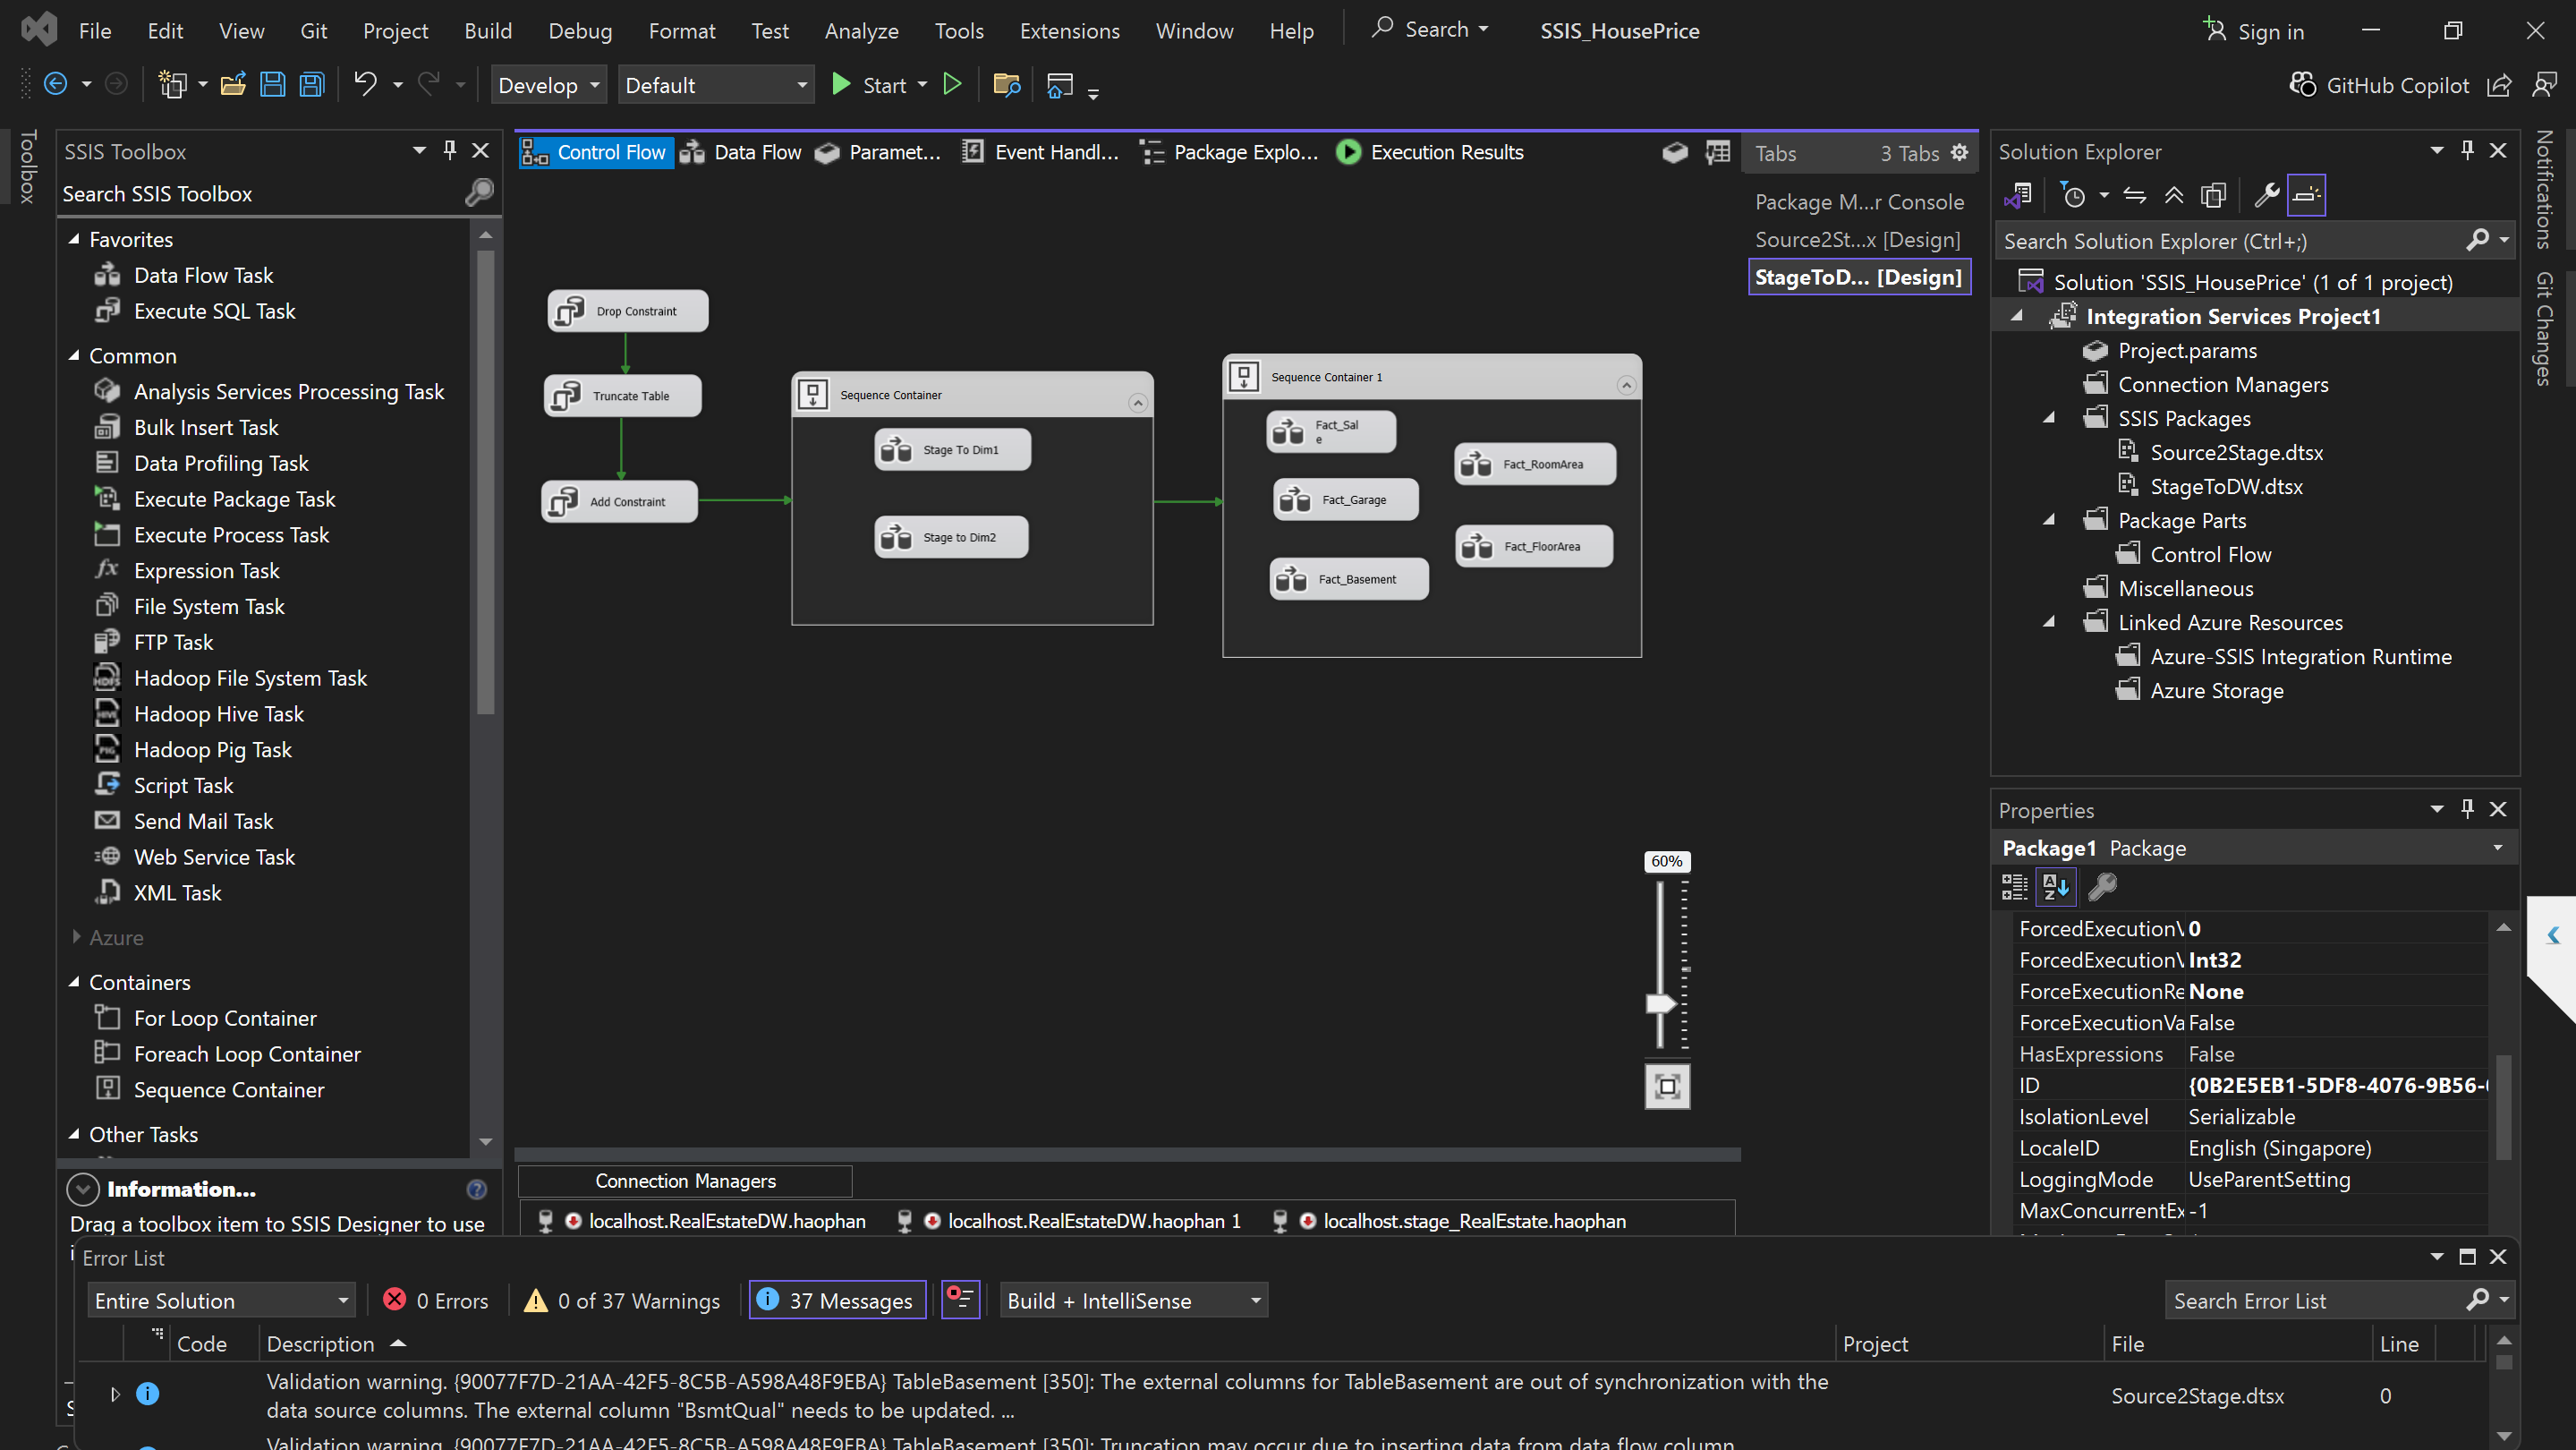 File Edit View Git Project Build Debug Format Test Analyze Tools Extensions Window Help Search SSIS_HousePrice Sign in
Develop Default Start GitHub Copilot
Toolbox
SSIS Toolbox
Search SSIS Toolbox
Favorites
Data Flow Task
Execute SQL Task
Common
Analysis Services Processing Task
Bulk Insert Task
Data Profiling Task
Execute Package Task
Execute Process Task
Expression Task
File System Task
FTP Task
Hadoop File System Task
Hadoop Hive Task
Hadoop Pig Task
Script Task
Send Mail Task
Web Service Task
XML Task
Azure
Containers
For Loop Container
Foreach Loop Container
Sequence Container
Other Tasks
Information...
Drag a toolbox item to SSIS Designer to use
Control Flow Data Flow Paramet... Event Handl... Package Explo... Execution Results
Tabs 3 Tabs
Package M...r Console
Source2St...x [Design]
StageToD... [Design]
Drop Constraint
Truncate Table
Add Constraint
Sequence Container
Stage To Dim1
Stage to Dim2
Sequence Container 1
Fact_Sal
e
Fact_RoomArea
Fact_Garage
Fact_FloorArea
Fact_Basement
60%
Connection Managers
localhost.RealEstateDW.haophan localhost.RealEstateDW.haophan 1 localhost.stage_RealEstate.haophan
Solution Explorer
Search Solution Explorer (Ctrl+;)
Solution 'SSIS_HousePrice' (1 of 1 project)
Integration Services Project1
Project.params
Connection Managers
SSIS Packages
Source2Stage.dtsx
StageToDW.dtsx
Package Parts
Control Flow
Miscellaneous
Linked Azure Resources
Azure-SSIS Integration Runtime
Azure Storage
Notifications
Git Changes
Properties
Package1 Package
ForcedExecutionV 0
ForcedExecutionV Int32
ForceExecutionRe None
ForceExecutionVa False
HasExpressions False
ID {0B2E5EB1-5DF8-4076-9B56-
IsolationLevel Serializable
LocaleID English (Singapore)
LoggingMode UseParentSetting
MaxConcurrentEx -1
Error List
Entire Solution 0 Errors 0 of 37 Warnings 37 Messages Build + IntelliSense Search Error List
Code Description Project File Line
Validation warning. {90077F7D-21AA-42F5-8C5B-A598A48F9EBA} TableBasement [350]: The external columns for TableBasement are out of synchronization with the
data source columns. The external column "BsmtQual" needs to be updated. ...
Source2Stage.dtsx 0
Validation warning. {90077F7D-21AA-42F5-8C5B-A598A48F9EBA} TableBasement [350]: Truncation may occur due to inserting data from data flow column